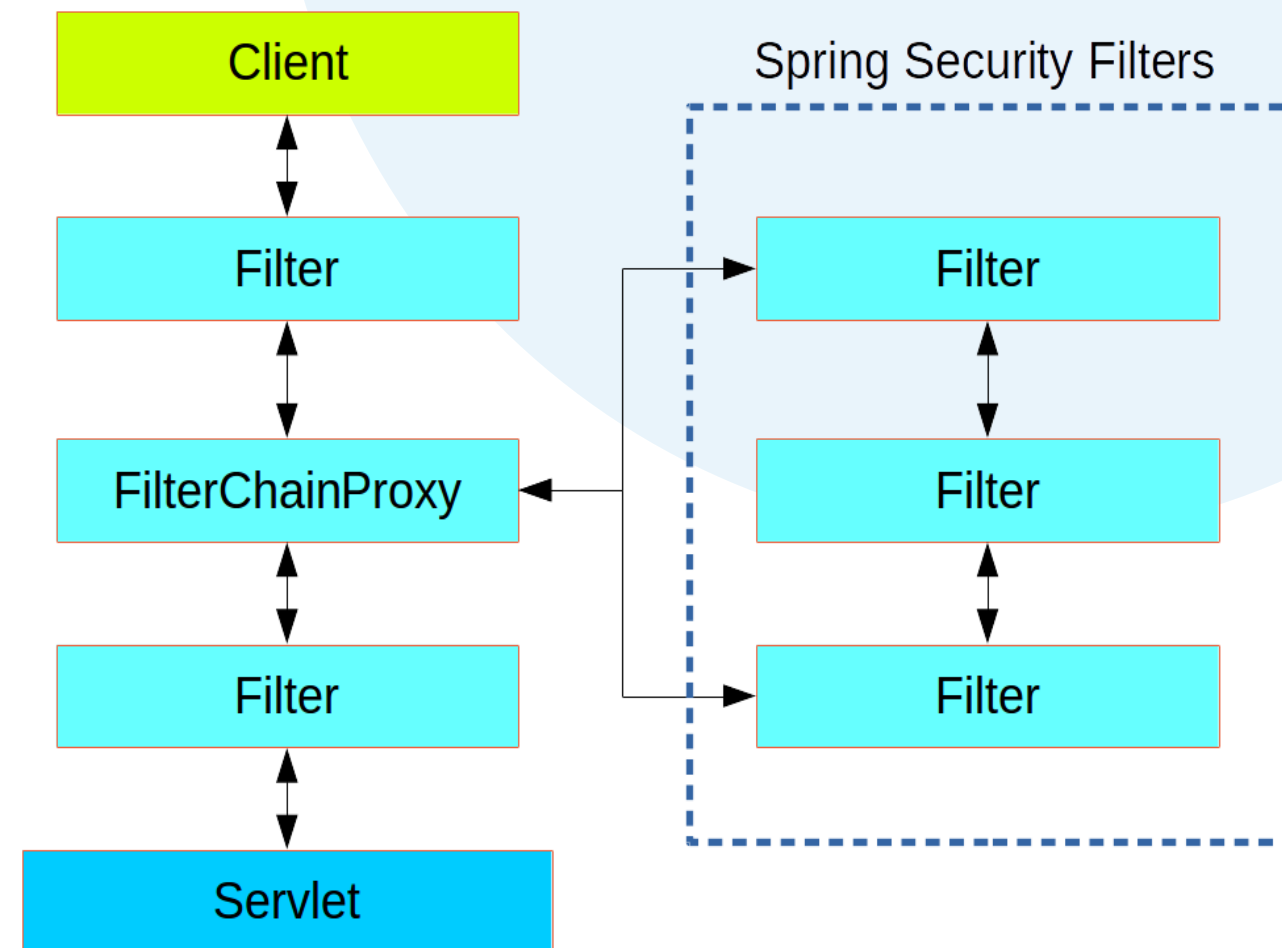 Client
Filter
FilterChainProxy
Filter
Servlet
Spring Security Filters
Filter
Filter
Filter